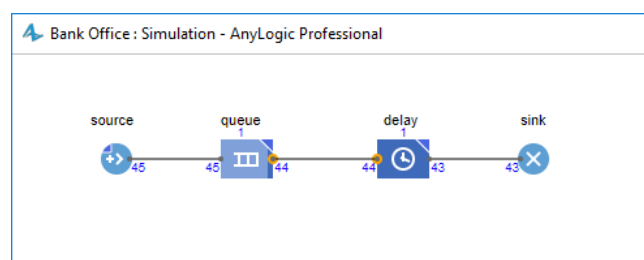 Bank Office : Simulation - AnyLogic Professional
source queue delay sink
1 1
45 45 44 44 43 43